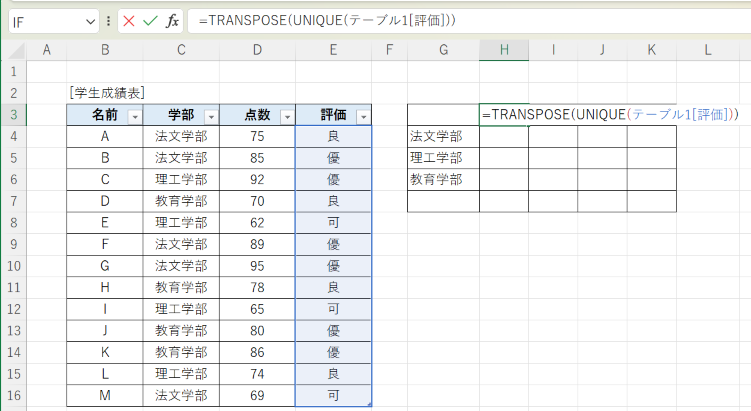 IF =TRANSPOSE(UNIQUE(テーブル1[評価]))
A B C D E F G H I J K L
1
2 [学生成績表]
3 名前 学部 点数 評価 =TRANSPOSE(UNIQUE(テーブル1[評価]))
4 A 法文学部 75 良 法文学部
5 B 法文学部 85 優 理工学部
6 C 理工学部 92 優 教育学部
7 D 教育学部 70 良
8 E 理工学部 62 可
9 F 法文学部 89 優
10 G 法文学部 95 優
11 H 教育学部 78 良
12 I 理工学部 65 可
13 J 教育学部 80 優
14 K 教育学部 86 優
15 L 理工学部 74 良
16 M 法文学部 69 可